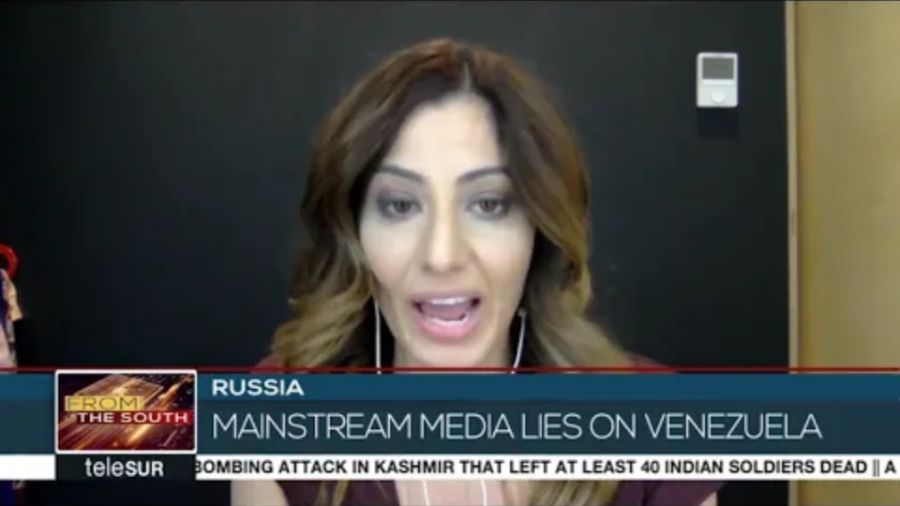 RUSSIA
FROM
THE SOUTH
MAINSTREAM MEDIA LIES ON VENEZUELA
teleSUR
BOMBING ATTACK IN KASHMIR THAT LEFT AT LEAST 40 INDIAN SOLDIERS DEAD || A